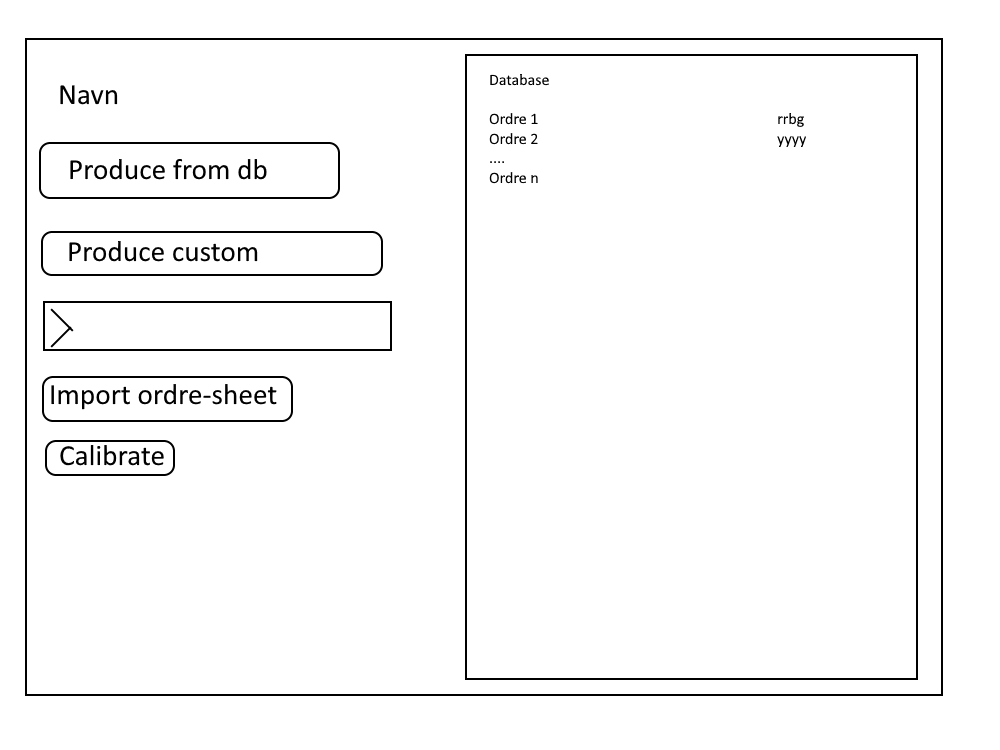 Navn
Produce from db
Produce custom
Import ordre-sheet
Calibrate
Database
Ordre 1 rrbg
Ordre 2 yyyy
....
Ordre n